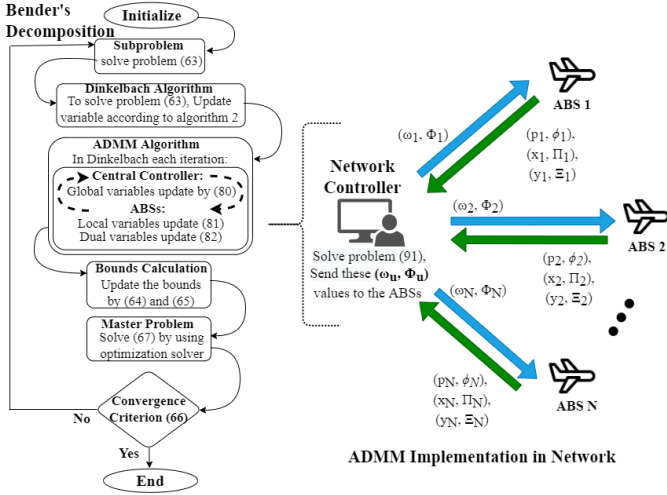 Bender's
Decomposition
Initialize
Subproblem
solve problem (63)
Dinkelbach Algorithm
To solve problem (63), Update
variable according to algorithm 2
ADMM Algorithm
In Dinkelbach each iteration:
Central Controller:
Global variables update by (80)
ABSs:
Local variables update (81)
Dual variables update (82)
Bounds Calculation
Update the bounds
by (64) and (65)
Master Problem
Solve (67) by using
optimization solver
Convergence
Criterion (66)
No
Yes
End
Network
Controller
Solve problem (91),
Send these (ωu, Φu)
values to the ABSs
(ω1, Φ1)
(p1, ϕ1),
(x1, Π1),
(y1, Ξ1)
ABS 1
(ω2, Φ2)
(p2, ϕ2),
(x2, Π2),
(y2, Ξ2)
ABS 2
(ωN, ΦN)
(pN, ϕN),
(xN, ΠN),
(yN, ΞN)
ABS N
ADMM Implementation in Network